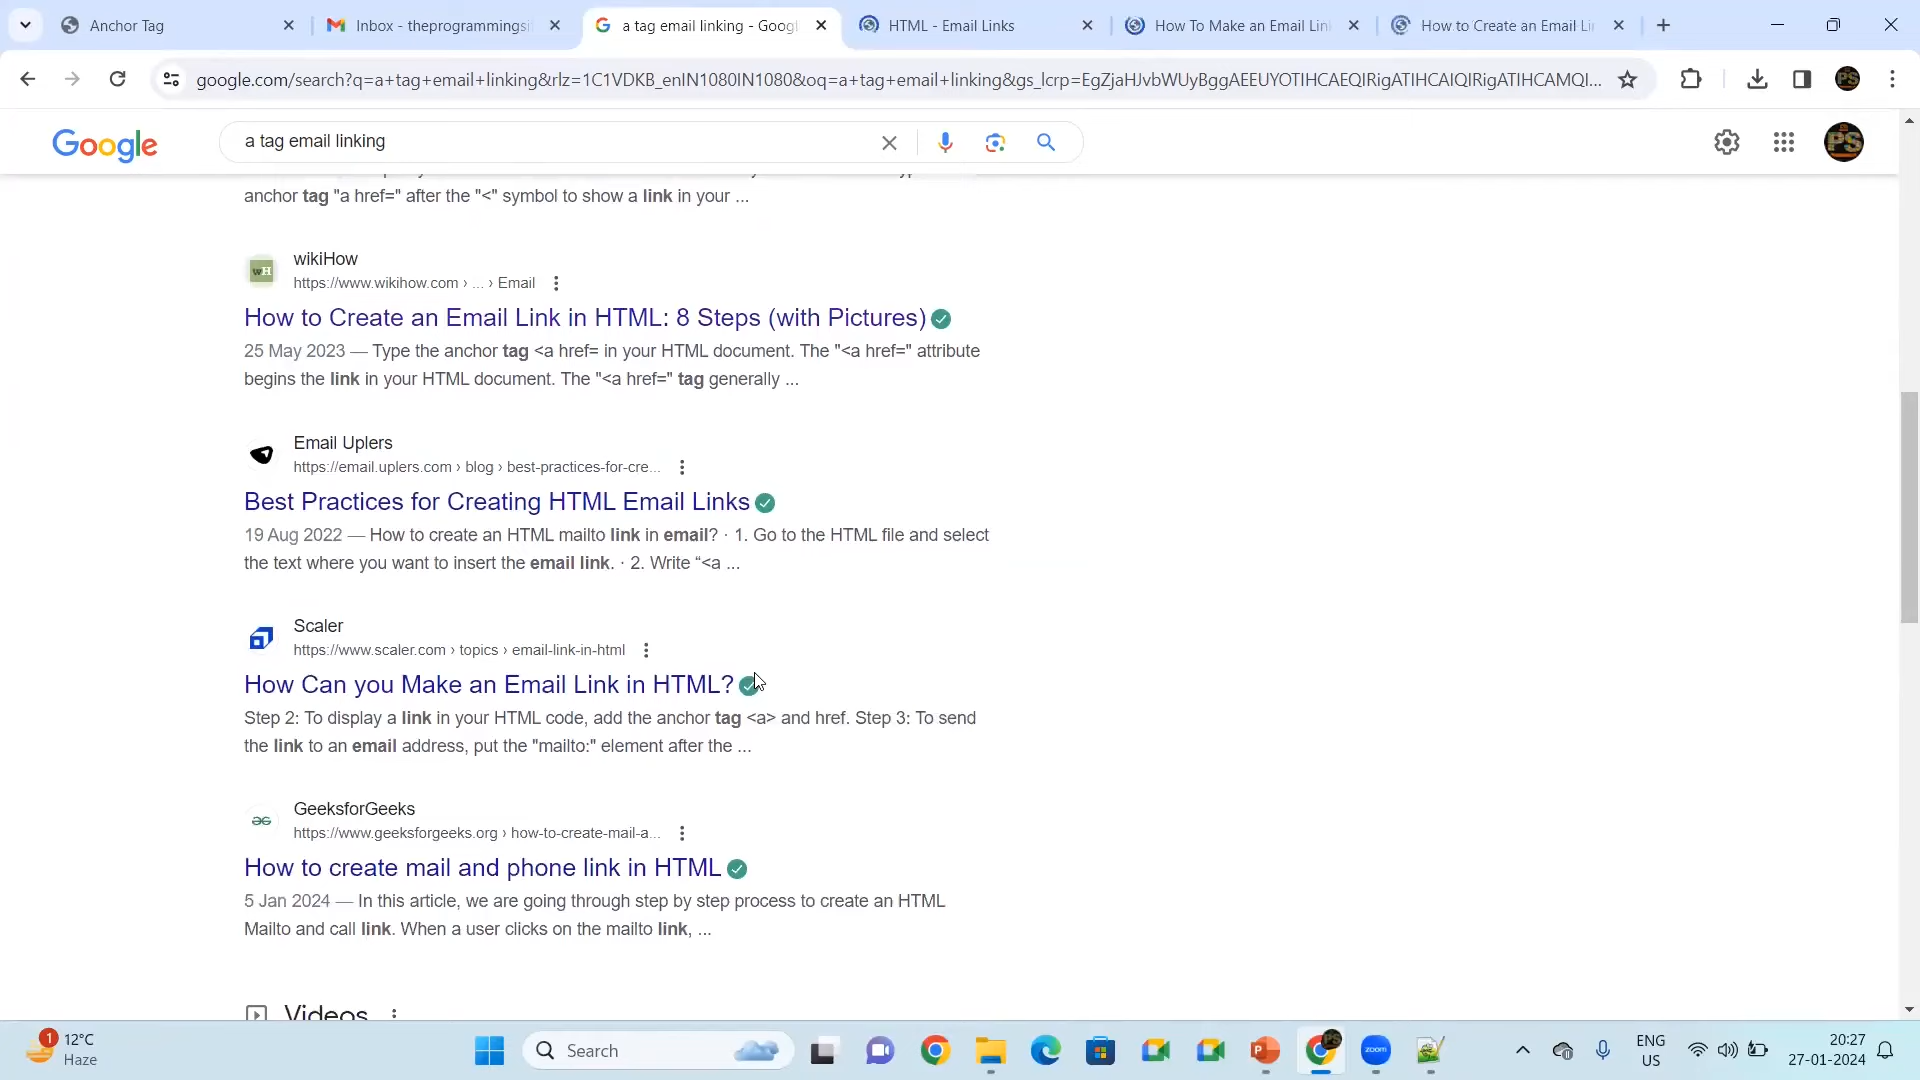 Anchor Tag
Inbox - theprogrammingsi
a tag email linking - Googl
HTML - Email Links
How To Make an Email Lin
How to Create an Email Li
google.com/search?q=a+tag+email+linking&rlz=1C1VDKB_enIN1080IN1080&oq=a+tag+email+linking&gs_lcrp=EgZjaHJvbWUyBggAEEUYOTIHCAEQIRigATIHCAIQIRigATIHCAMQI...
Google
a tag email linking
PS
anchor tag "a href=" after the "<" symbol to show a link in your ...
wH
wikiHow
https://www.wikihow.com › ... › Email
How to Create an Email Link in HTML: 8 Steps (with Pictures)
25 May 2023 — Type the anchor tag <a href= in your HTML document. The "<a href=" attribute
begins the link in your HTML document. The "<a href=" tag generally ...
Email Uplers
https://email.uplers.com › blog › best-practices-for-cre...
Best Practices for Creating HTML Email Links
19 Aug 2022 — How to create an HTML mailto link in email? · 1. Go to the HTML file and select
the text where you want to insert the email link. · 2. Write “<a ...
Scaler
https://www.scaler.com › topics › email-link-in-html
How Can you Make an Email Link in HTML?
Step 2: To display a link in your HTML code, add the anchor tag <a> and href. Step 3: To send
the link to an email address, put the "mailto:" element after the ...
GeeksforGeeks
https://www.geeksforgeeks.org › how-to-create-mail-a...
How to create mail and phone link in HTML
5 Jan 2024 — In this article, we are going through step by step process to create an HTML
Mailto and call link. When a user clicks on the mailto link, ...
Videos
1
12°C
Haze
Search
zoom
ENG
US
20:27
27-01-2024